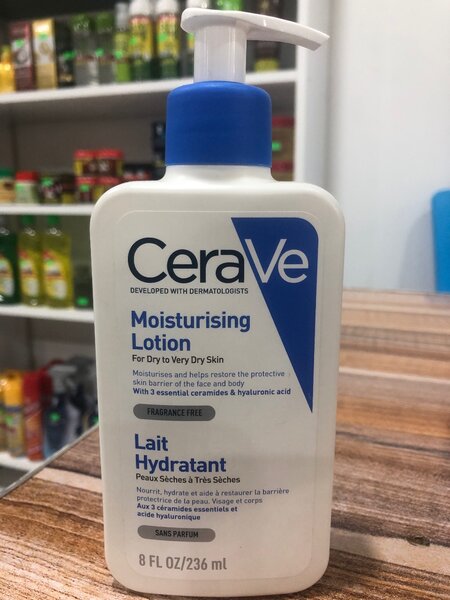 CeraVe
DEVELOPED WITH DERMATOLOGISTS
Moisturising
Lotion
For Dry to Very Dry Skin
Moisturises and helps restore the protective
skin barrier of the face and body
With 3 essential ceramides & hyaluronic acid
FRAGRANCE FREE
Lait
Hydratant
Peaux Sèches à Très Sèches
Nourrit, hydrate et aide à restaurer la barrière
protectrice de la peau. Visage et corps
Aux 3 céramides essentiels et
acide hyaluronique
SANS PARFUM
8 FL OZ/236 ml